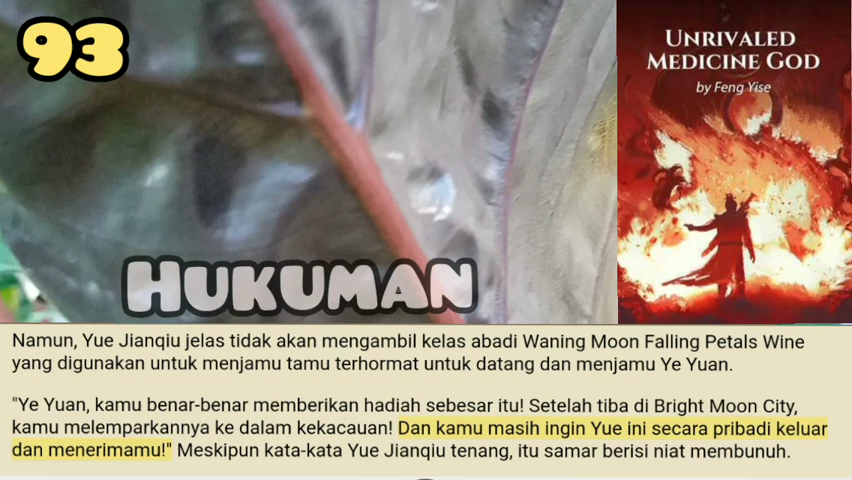 93
UNRIVALED
MEDICINE GOD
by Feng Yise
HUKUMAN
Namun, Yue Jianqiu jelas tidak akan mengambil kelas abadi Waning Moon Falling Petals Wine
yang digunakan untuk menjamu tamu terhormat untuk datang dan menjamu Ye Yuan.
"Ye Yuan, kamu benar-benar memberikan hadiah sebesar itu! Setelah tiba di Bright Moon City,
kamu melemparkannya ke dalam kekacauan! Dan kamu masih ingin Yue ini secara pribadi keluar
dan menerimamu!" Meskipun kata-kata Yue Jianqiu tenang, itu samar berisi niat membunuh.